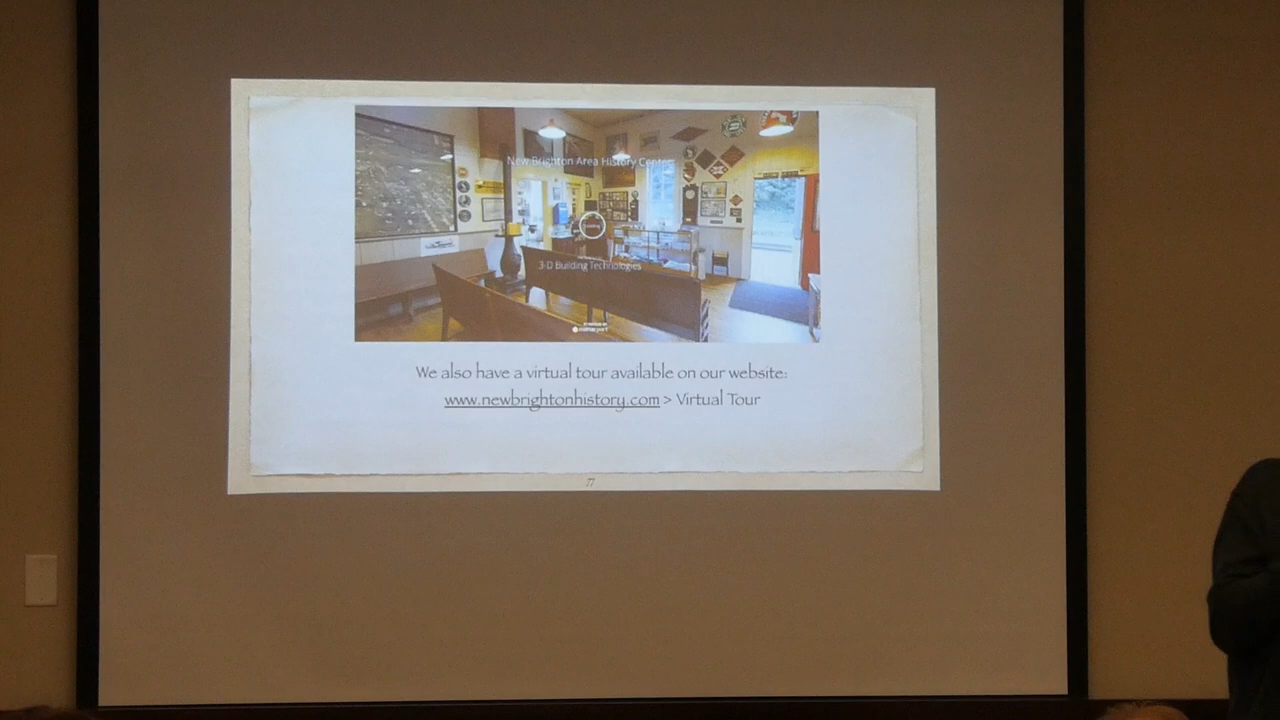 New Brighton Area History Center
3-D Building Technologies
We also have a virtual tour available on our website:
www.newbrightonhistory.com > Virtual Tour
77